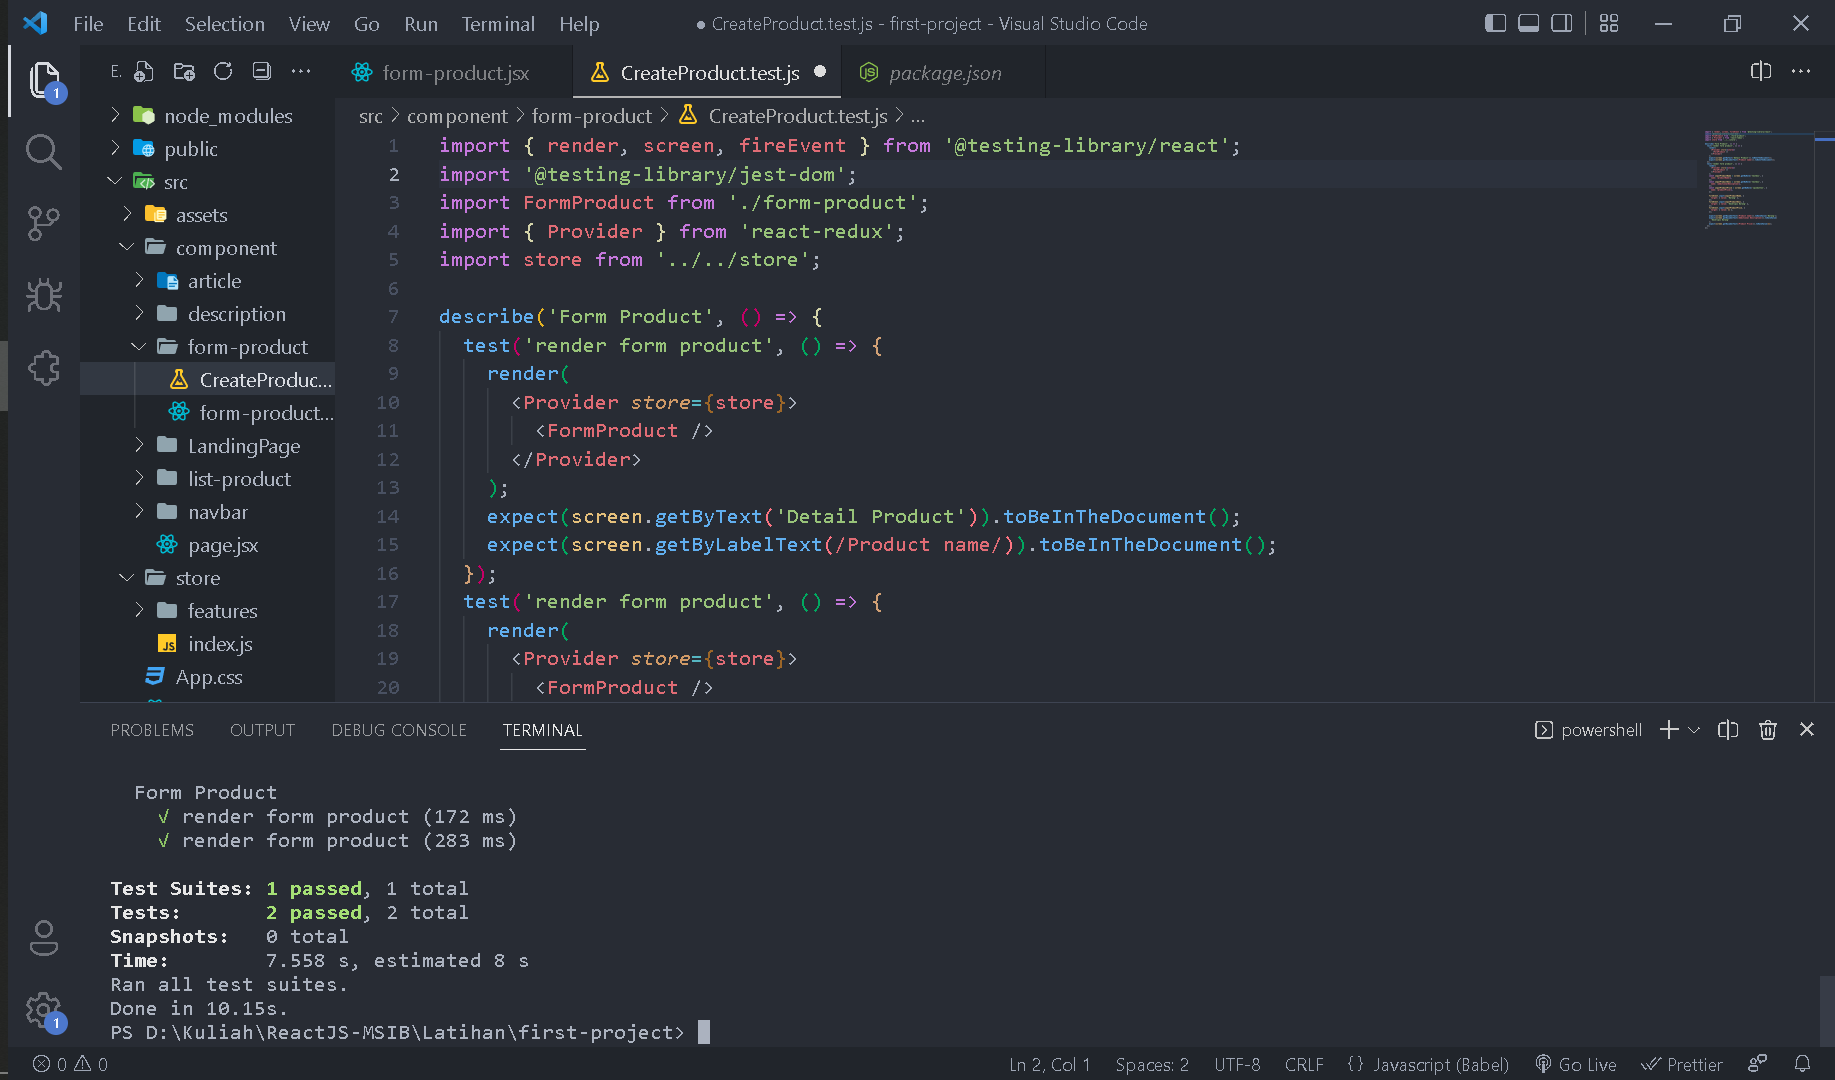 File Edit Selection View Go Run Terminal Help
● CreateProduct.test.js - first-project - Visual Studio Code
E.
form-product.jsx
CreateProduct.test.js
package.json
1
node_modules
public
src
assets
component
article
description
form-product
CreateProduc...
form-product...
LandingPage
list-product
navbar
page.jsx
store
features
index.js
App.css
src > component > form-product > CreateProduct.test.js > ...
1 import { render, screen, fireEvent } from '@testing-library/react';
2 import '@testing-library/jest-dom';
3 import FormProduct from './form-product';
4 import { Provider } from 'react-redux';
5 import store from '../../store';
6
7 describe('Form Product', () => {
8 test('render form product', () => {
9 render(
10 <Provider store={store}>
11 <FormProduct />
12 </Provider>
13 );
14 expect(screen.getByText('Detail Product')).toBeInTheDocument();
15 expect(screen.getByLabelText(/Product name/)).toBeInTheDocument();
16 });
17 test('render form product', () => {
18 render(
19 <Provider store={store}>
20 <FormProduct />
PROBLEMS OUTPUT DEBUG CONSOLE TERMINAL
powershell
Form Product
√ render form product (172 ms)
√ render form product (283 ms)
Test Suites: 1 passed, 1 total
Tests: 2 passed, 2 total
Snapshots: 0 total
Time: 7.558 s, estimated 8 s
Ran all test suites.
Done in 10.15s.
PS D:\Kuliah\ReactJS-MSIB\Latihan\first-project>
1
0 0
Ln 2, Col 1 Spaces: 2 UTF-8 CRLF {} Javascript (Babel) Go Live Prettier